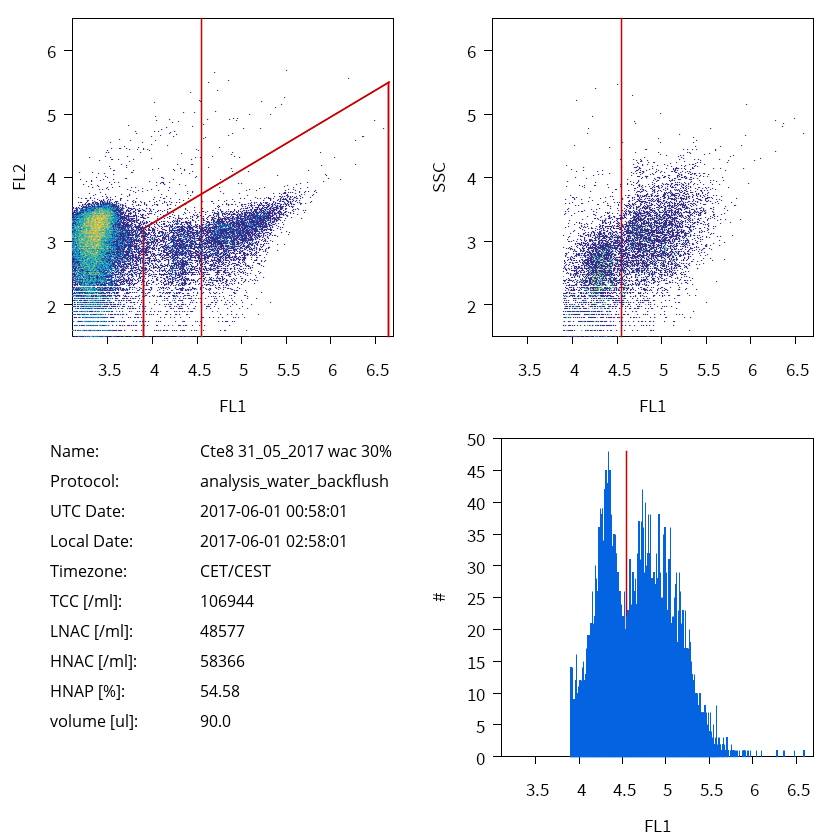 6
5
4
3
2
FL2
3.5 4 4.5 5 5.5 6 6.5
FL1
6
5
4
3
2
SSC
3.5 4 4.5 5 5.5 6 6.5
FL1
Name: Cte8 31_05_2017 wac 30%
Protocol: analysis_water_backflush
UTC Date: 2017-06-01 00:58:01
Local Date: 2017-06-01 02:58:01
Timezone: CET/CEST
TCC [/ml]: 106944
LNAC [/ml]: 48577
HNAC [/ml]: 58366
HNAP [%]: 54.58
volume [ul]: 90.0
50
45
40
35
30
25
20
15
10
5
0
#
3.5 4 4.5 5 5.5 6 6.5
FL1